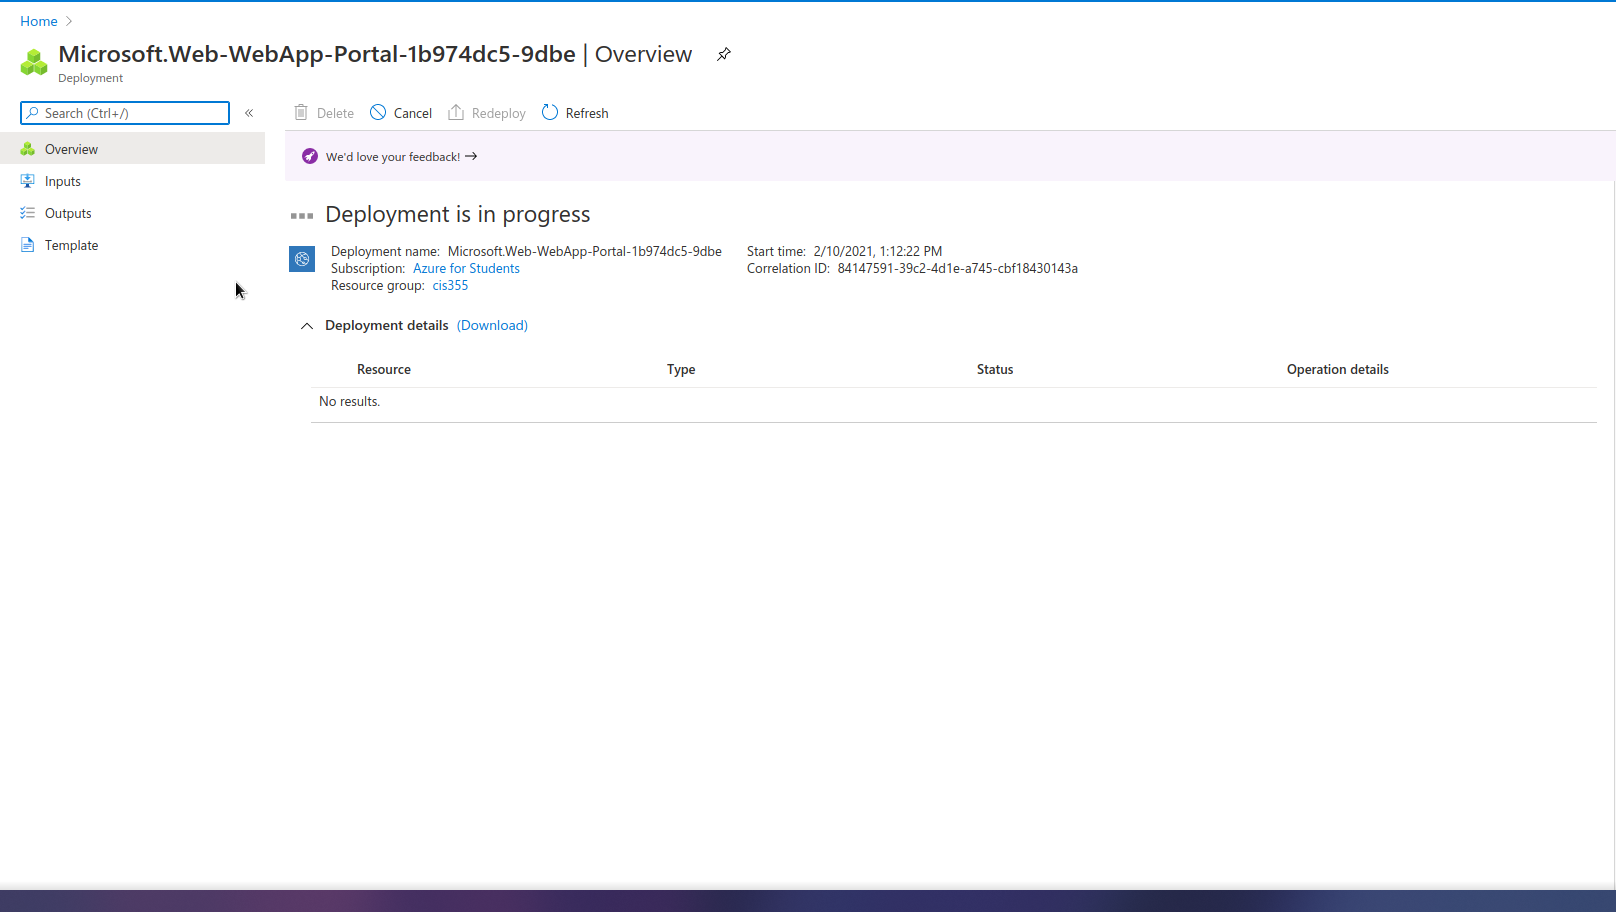 Home
Microsoft.Web-WebApp-Portal-1b974dc5-9dbe | Overview
Deployment
Search (Ctrl+/)
Delete Cancel Redeploy Refresh
Overview
Inputs
Outputs
Template
We'd love your feedback! →
Deployment is in progress
Deployment name: Microsoft.Web-WebApp-Portal-1b974dc5-9dbe Start time: 2/10/2021, 1:12:22 PM
Subscription: Azure for Students Correlation ID: 84147591-39c2-4d1e-a745-cbf18430143a
Resource group: cis355
Deployment details (Download)
Resource Type Status Operation details
No results.